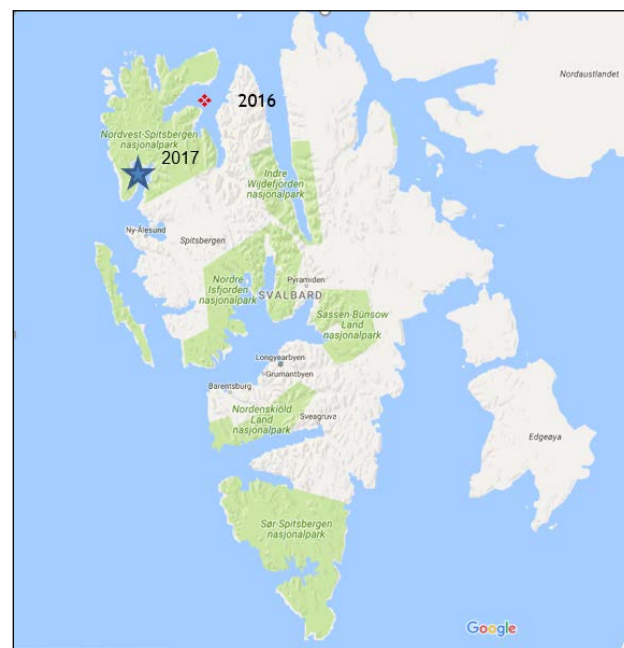 Nordaustlandet
2016
Nordvest-Spitsbergen
nasjonalpark
2017
Indre
Wijdefjorden
nasjonalpark
Ny-Ålesund
Spitsbergen
Nordre
Isfjorden
nasjonalpark
Pyramiden
SVALBARD
Sassen-Bünsow
Land
nasjonalpark
Longyearbyen
Grumantbyen
Barentsburg
Nordenskiöld
Land
nasjonalpark
Sveagruva
Edgeøya
Sør-Spitsbergen
nasjonalpark
Google